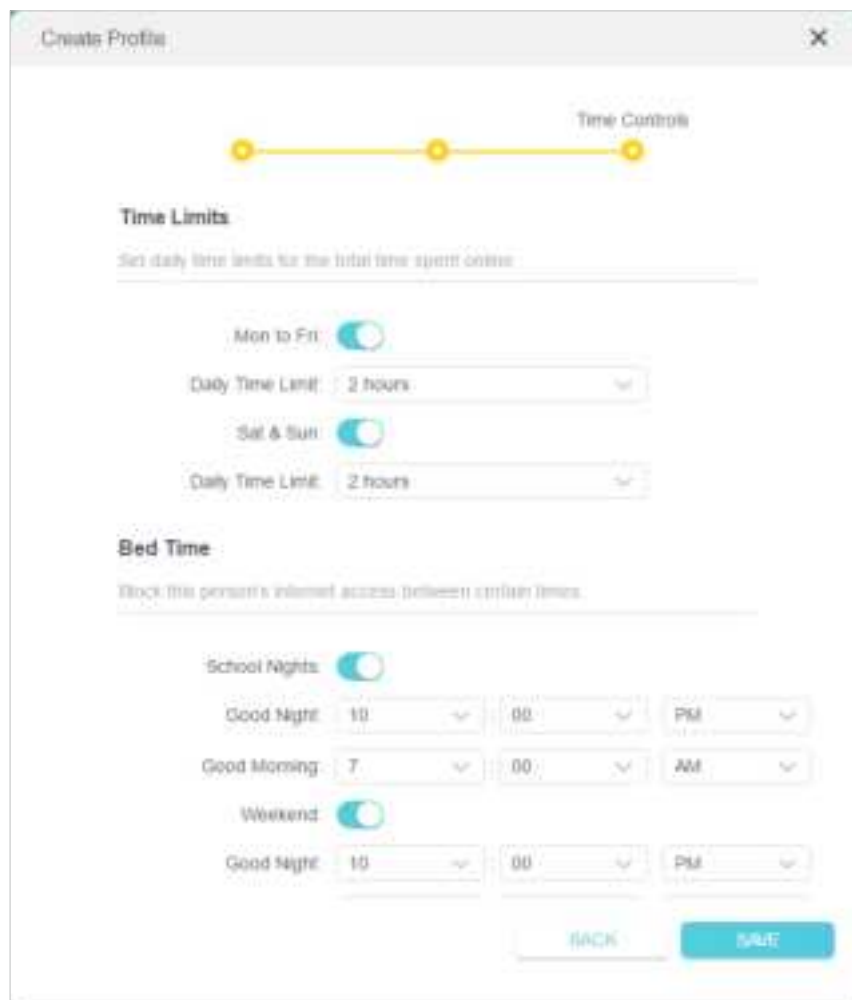 Create Profile
Time Controls
Time Limits
Set daily time limits for the total time spent online
Mon to Fri:
Daily Time Limit: 2 hours
Sat & Sun:
Daily Time Limit: 2 hours
Bed Time
Block this person's internet access between certain times.
School Nights:
Good Night: 10 : 00 PM
Good Morning: 7 : 00 AM
Weekend:
Good Night: 10 : 00 PM
BACK SAVE